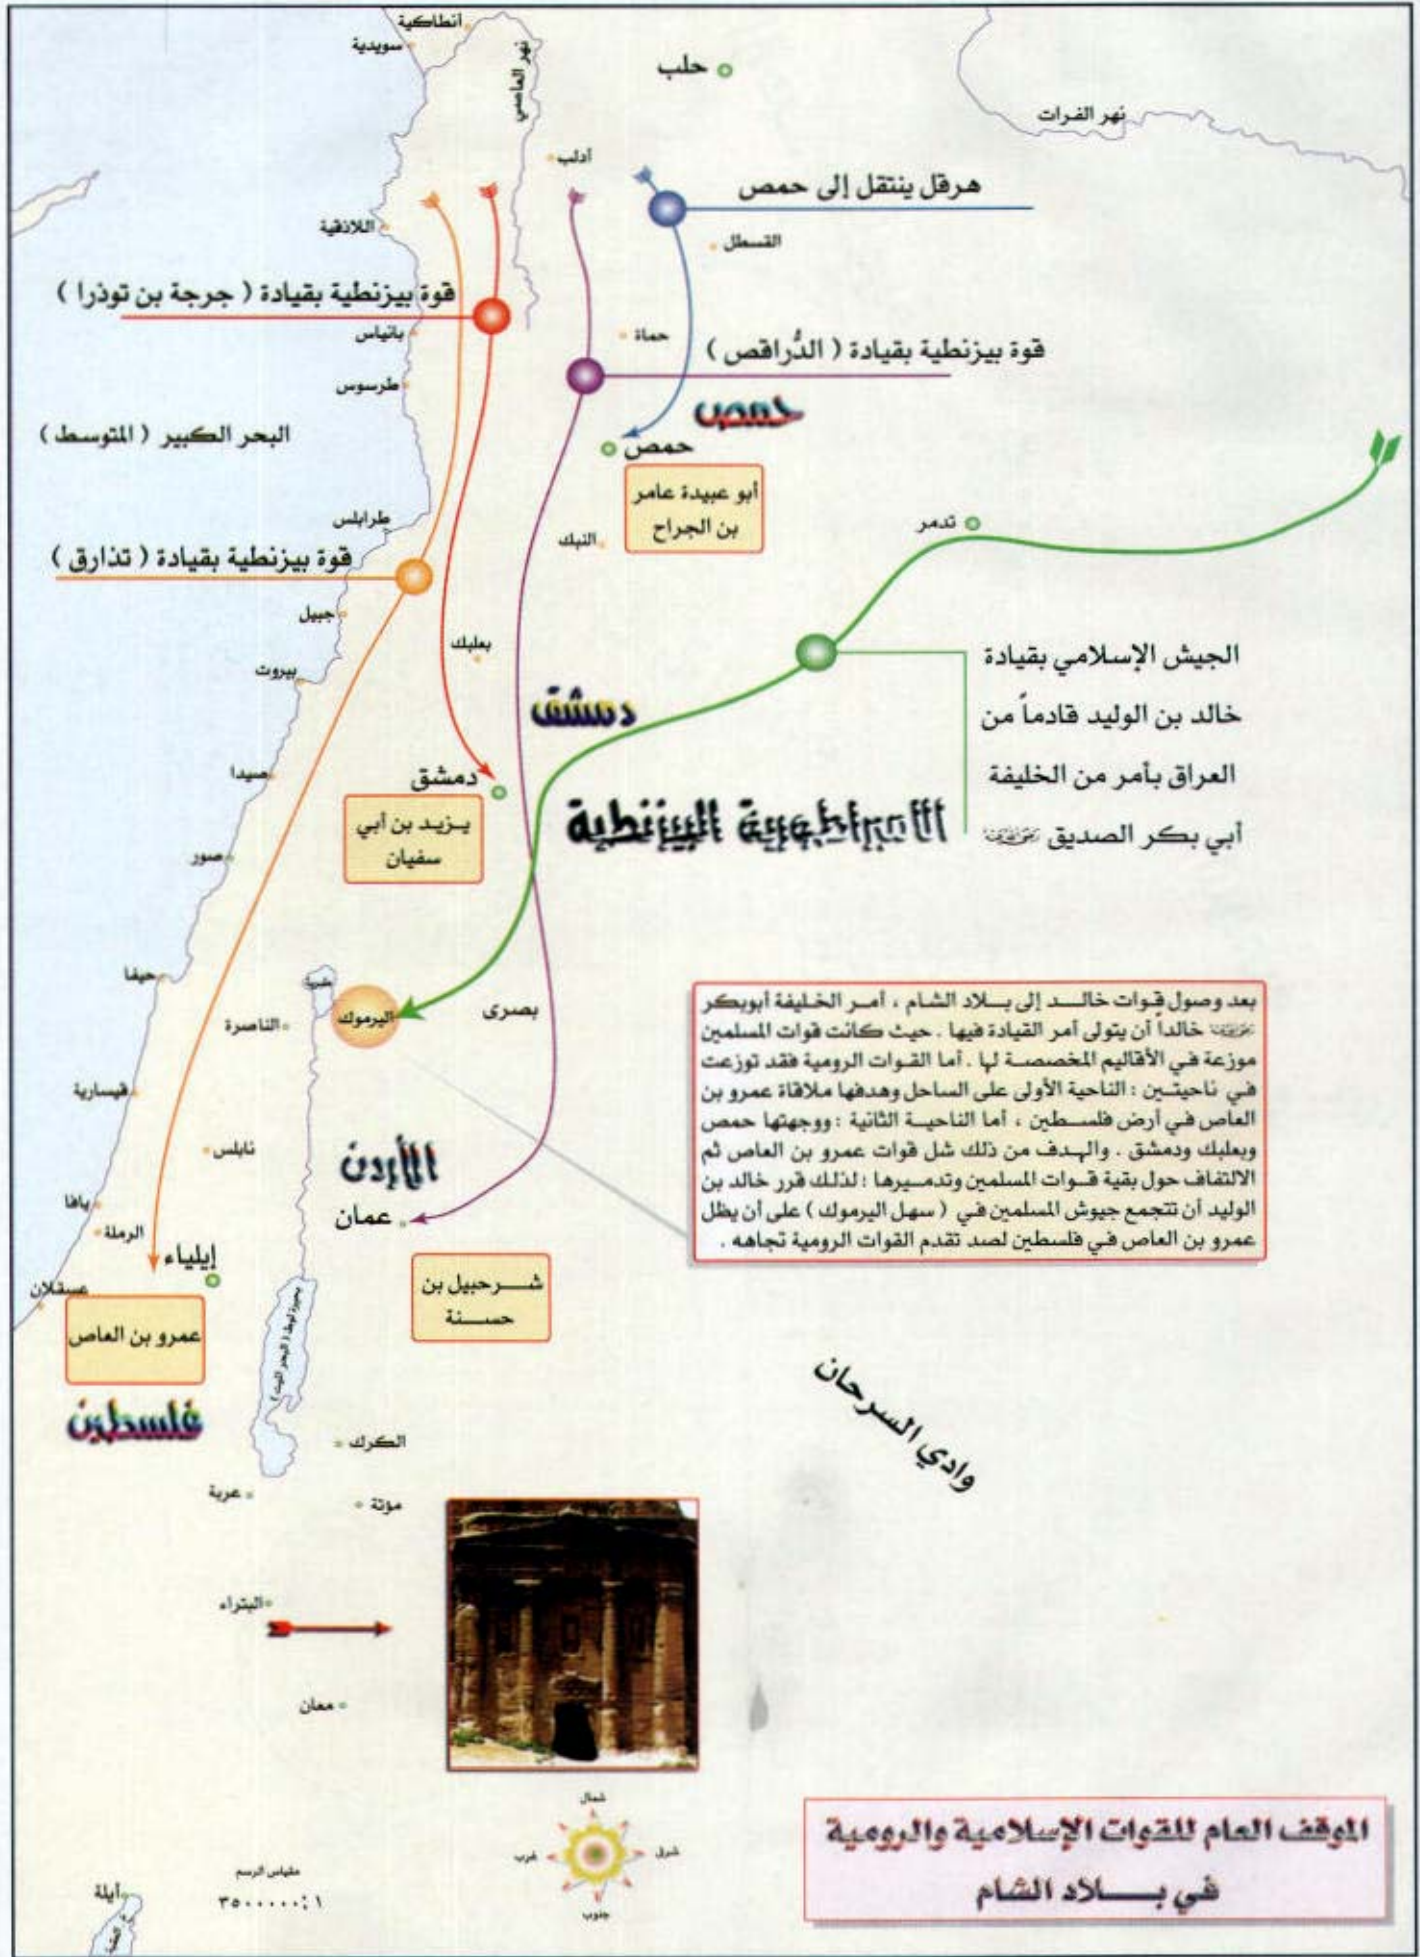 أنطاكية
سويدية
نهر العاصي
حلب
نهر الفرات
أدلب
هرقل ينتقل إلى حمص
اللاذقية
القسطل
قوة بيزنطية بقيادة ( جرجة بن توذرا )
بانياس
حماة
قوة بيزنطية بقيادة ( الدُّراقص )
طرسوس
حمص
البحر الكبير ( المتوسط )
حمص
أبو عبيدة عامر
بن الجراح
طرابلس
النبك
تدمر
قوة بيزنطية بقيادة ( تذارق )
جبيل
بعلبك
بيروت
الجيش الإسلامي بقيادة
خالد بن الوليد قادماً من
العراق بأمر من الخليفة
أبي بكر الصديق
دمشق
صيدا
دمشق
يزيد بن أبي
سفيان
الأمبراطورية البيزنطية
صور
حيفا
طبرية
اليرموك
بصرى
الناصرة
قيسارية
نابلس
بعد وصول قوات خالد إلى بلاد الشام ، أمر الخليفة أبوبكر
خالداً أن يتولى أمر القيادة فيها . حيث كانت قوات المسلمين
موزعة في الأقاليم المخصصة لها . أما القوات الرومية فقد توزعت
في ناحيتين : الناحية الأولى على الساحل وهدفها ملاقاة عمرو بن
العاص في أرض فلسطين ، أما الناحية الثانية : ووجهتها حمص
وبعلبك ودمشق . والهدف من ذلك شل قوات عمرو بن العاص ثم
الالتفاف حول بقية قوات المسلمين وتدميرها ؛ لذلك قرر خالد بن
الوليد أن تتجمع جيوش المسلمين في ( سهل اليرموك ) على أن يظل
عمرو بن العاص في فلسطين لصد تقدم القوات الرومية تجاهه .
الأردن
يافا
عمان
الرملة
إيلياء
عسقلان
شرحبيل بن
حسنة
عمرو بن العاص
بحيرة لوط ( البحر الميت )
فلسطين
وادي السرحان
الكرك
عربة
مؤتة
البتراء
معان
شمال
شرق
غرب
جنوب
مقياس الرسم
١ : ٣٥٠٠٠٠٠
الموقف العام للقوات الإسلامية والرومية
في بلاد الشام
أيلة